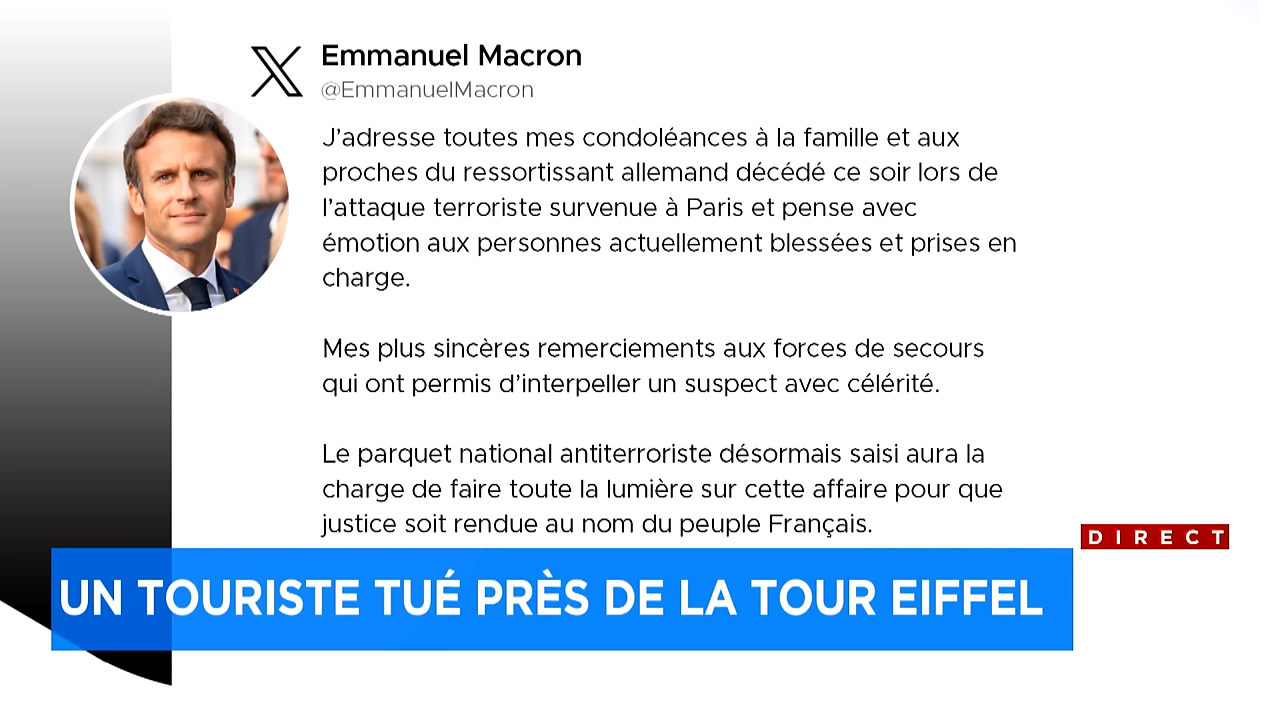 Emmanuel Macron
@EmmanuelMacron
J’adresse toutes mes condoléances à la famille et aux
proches du ressortissant allemand décédé ce soir lors de
l’attaque terroriste survenue à Paris et pense avec
émotion aux personnes actuellement blessées et prises en
charge.
Mes plus sincères remerciements aux forces de secours
qui ont permis d’interpeller un suspect avec célérité.
Le parquet national antiterroriste désormais saisi aura la
charge de faire toute la lumière sur cette affaire pour que
justice soit rendue au nom du peuple Français.
DIRECT
UN TOURISTE TUÉ PRÈS DE LA TOUR EIFFEL